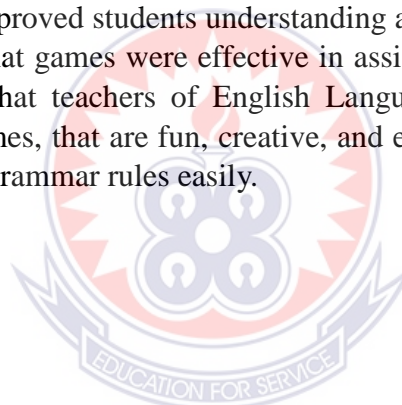 proved students understanding a
at games were effective in assi
hat teachers of English Langu
nes, that are fun, creative, and e
rammar rules easily.
EDUCATION FOR SERVICE